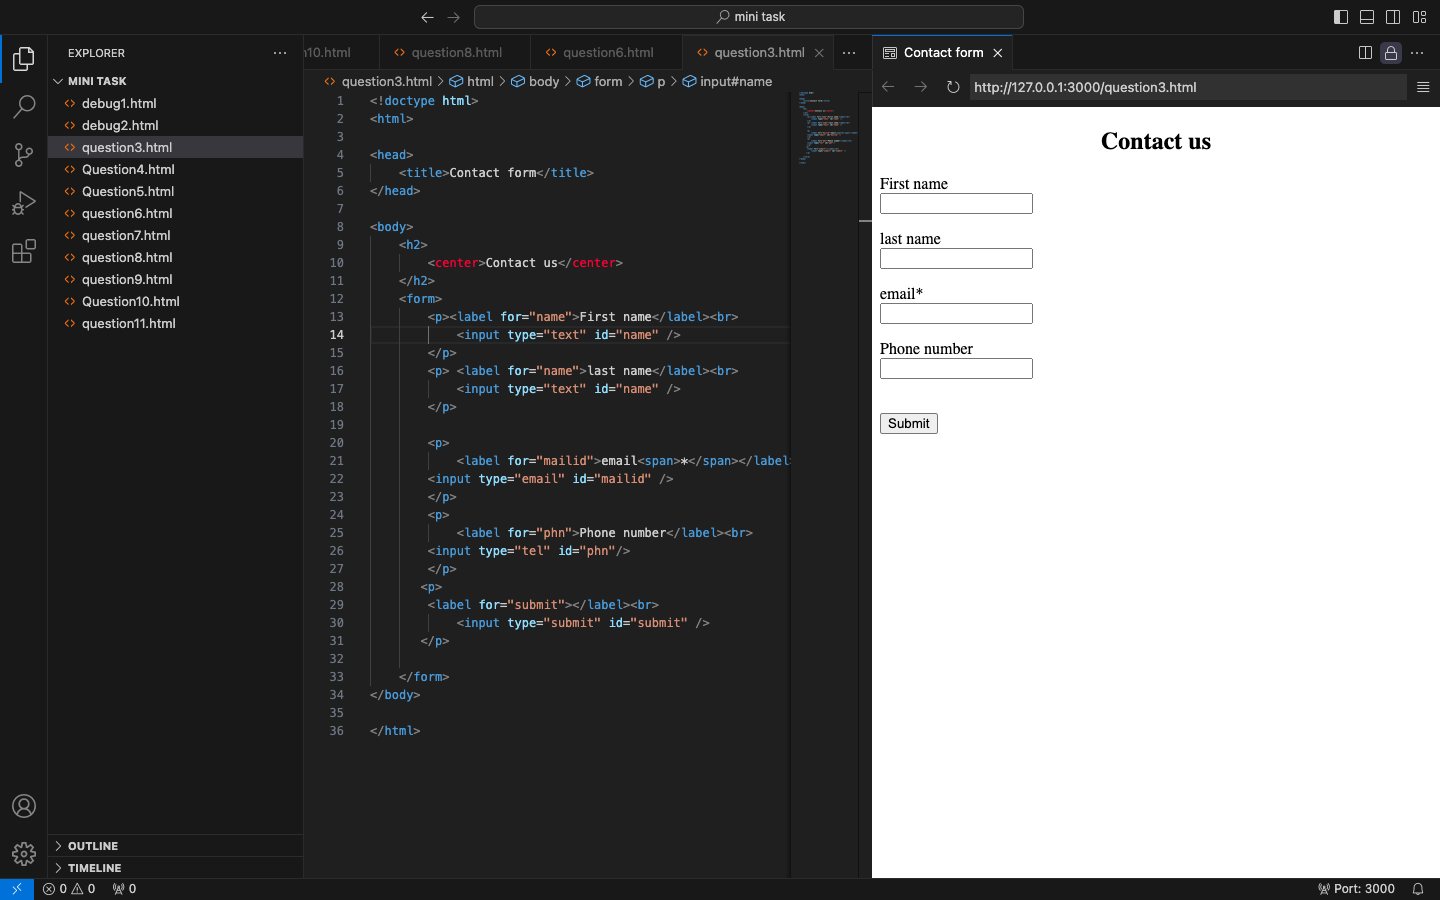 mini task
EXPLORER
MINI TASK
debug1.html
debug2.html
question3.html
Question4.html
Question5.html
question6.html
question7.html
question8.html
question9.html
Question10.html
question11.html
OUTLINE
TIMELINE
10.html
question8.html
question6.html
question3.html
question3.html > html > body > form > p > input#name
1 <!doctype html>
2 <html>
3
4 <head>
5 <title>Contact form</title>
6 </head>
7
8 <body>
9 <h2>
10 <center>Contact us</center>
11 </h2>
12 <form>
13 <p><label for="name">First name</label><br>
14 <input type="text" id="name" />
15 </p>
16 <p> <label for="name">last name</label><br>
17 <input type="text" id="name" />
18 </p>
19
20 <p>
21 <label for="mailid">email<span>*</span></label>
22 <input type="email" id="mailid" />
23 </p>
24 <p>
25 <label for="phn">Phone number</label><br>
26 <input type="tel" id="phn"/>
27 </p>
28 <p>
29 <label for="submit"></label><br>
30 <input type="submit" id="submit" />
31 </p>
32
33 </form>
34 </body>
35
36 </html>
Contact form
http://127.0.0.1:3000/question3.html
Contact us
First name
last name
email*
Phone number
Submit
0 0 0
Port: 3000